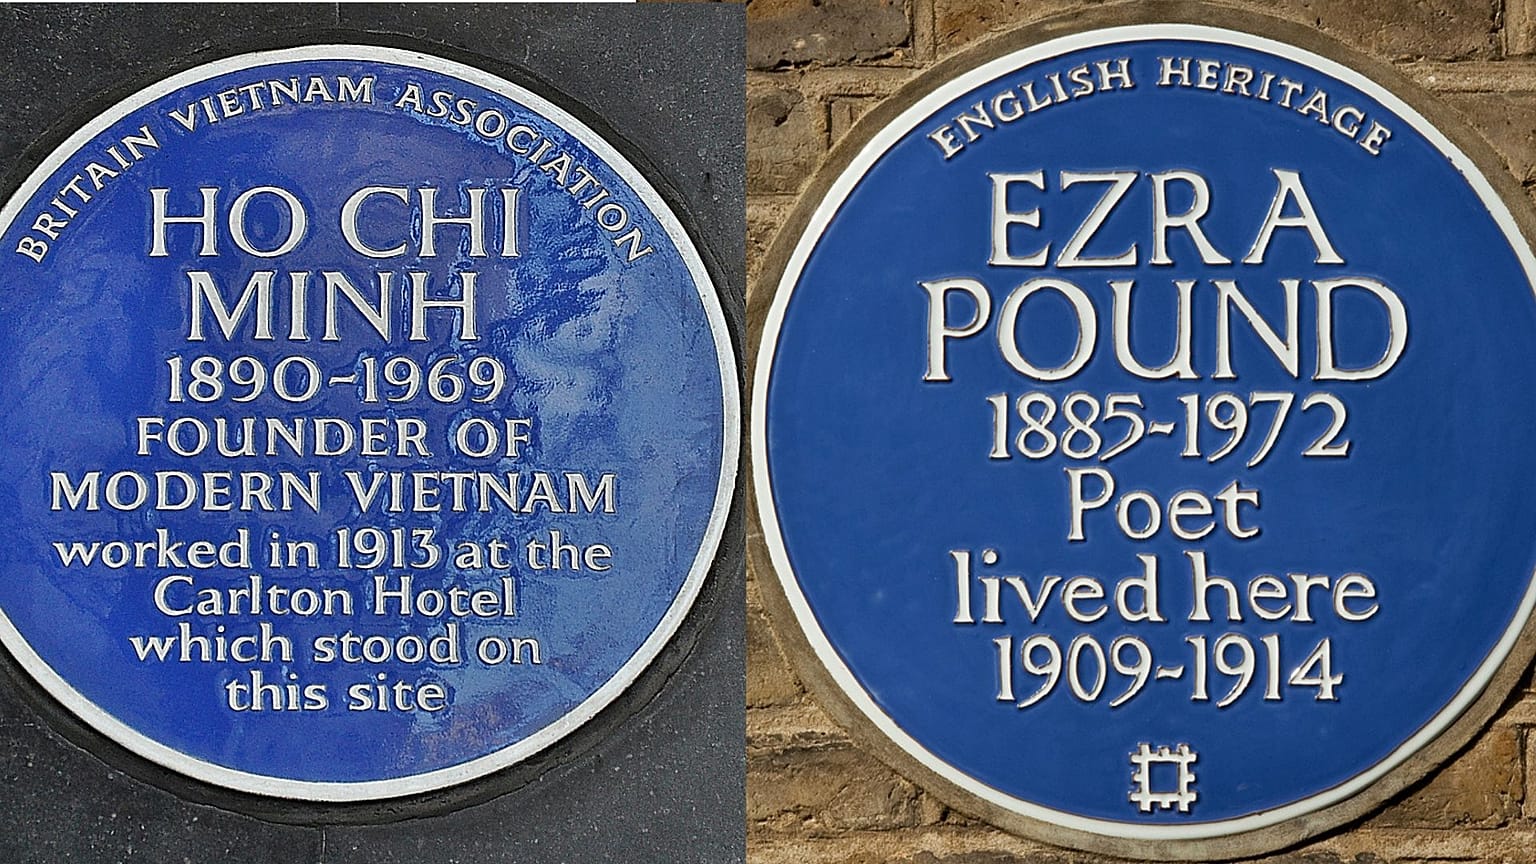 BRITAIN VIETNAM ASSOCIATION
HO CHI
MINH
1890-1969
FOUNDER OF
MODERN VIETNAM
worked in 1913 at the
Carlton Hotel
which stood on
this site
ENGLISH HERITAGE
EZRA
POUND
1885-1972
Poet
lived here
1909-1914